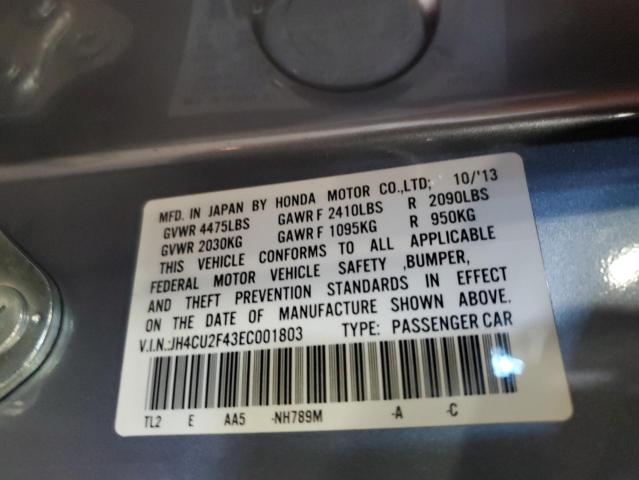 MFD. IN JAPAN BY HONDA MOTOR CO.,LTD; 10/'13
GVWR 4475LBS GAWR F 2410LBS R 2090LBS
GVWR 2030KG GAWR F 1095KG R 950KG
THIS VEHICLE CONFORMS TO ALL APPLICABLE
FEDERAL MOTOR VEHICLE SAFETY ,BUMPER,
AND THEFT PREVENTION STANDARDS IN EFFECT
ON THE DATE OF MANUFACTURE SHOWN ABOVE.
V.I.N.:JH4CU2F43EC001803 TYPE: PASSENGER CAR
TL2 E AA5 -NH789M -A -C